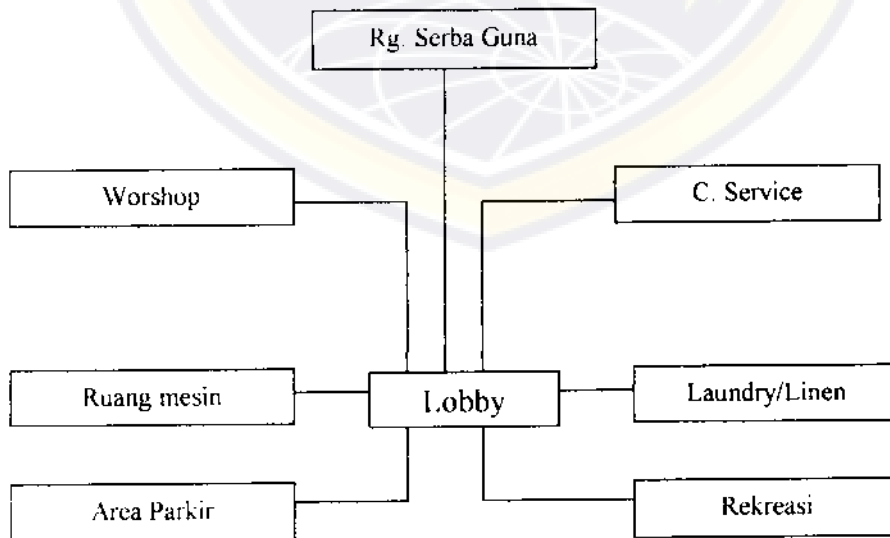 Rg. Serba Guna
Worshop
C. Service
Ruang mesin
Lobby
Laundry/Linen
Area Parkir
Rekreasi